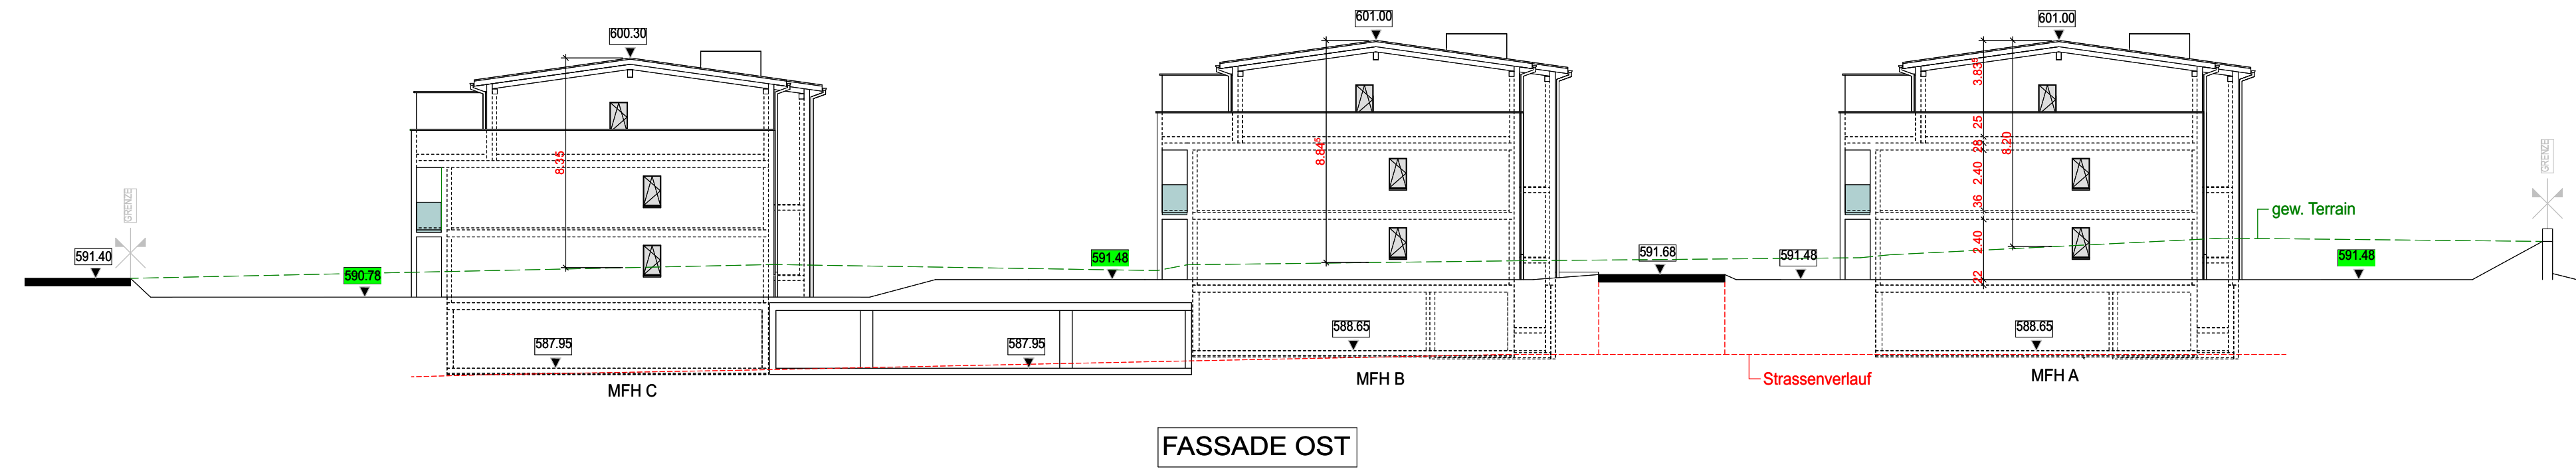 600.30
601.00
601.00
3.83⁵
25
28
8.20
2.40
36
2.40
22
8.35
8.84⁵
GRENZE
GRENZE
gew. Terrain
591.40
590.78
591.48
591.68
591.48
591.48
587.95
587.95
588.65
588.65
Strassenverlauf
MFH C
MFH B
MFH A
FASSADE OST